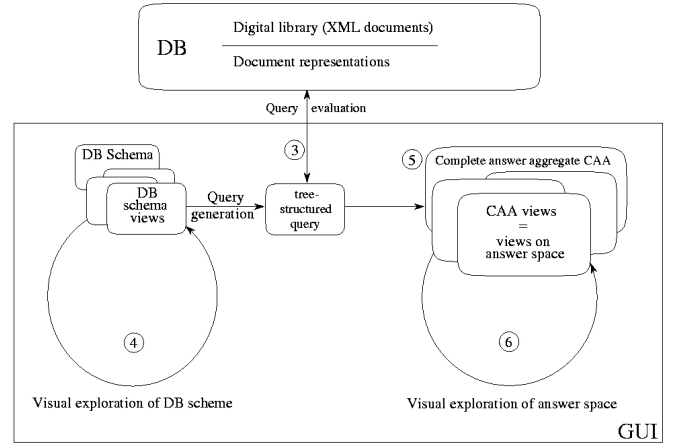 DB
Digital library (XML documents)
Document representations
Query evaluation
3
5
DB Schema
DB
schema
views
Query
generation
tree-
structured
query
Complete answer aggregate CAA
CAA views
=
views on
answer space
4
6
Visual exploration of DB scheme
Visual exploration of answer space
GUI